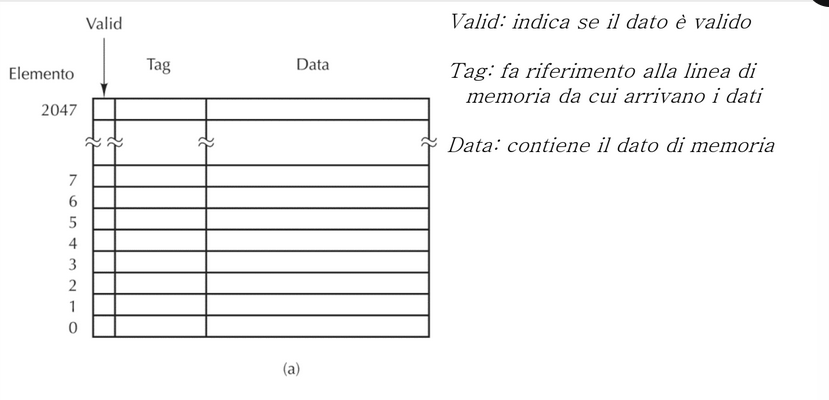 Valid
Elemento
Tag
Data
2047
7
6
5
4
3
2
1
0
(a)
Valid: indica se il dato è valido
Tag: fa riferimento alla linea di
memoria da cui arrivano i dati
Data: contiene il dato di memoria